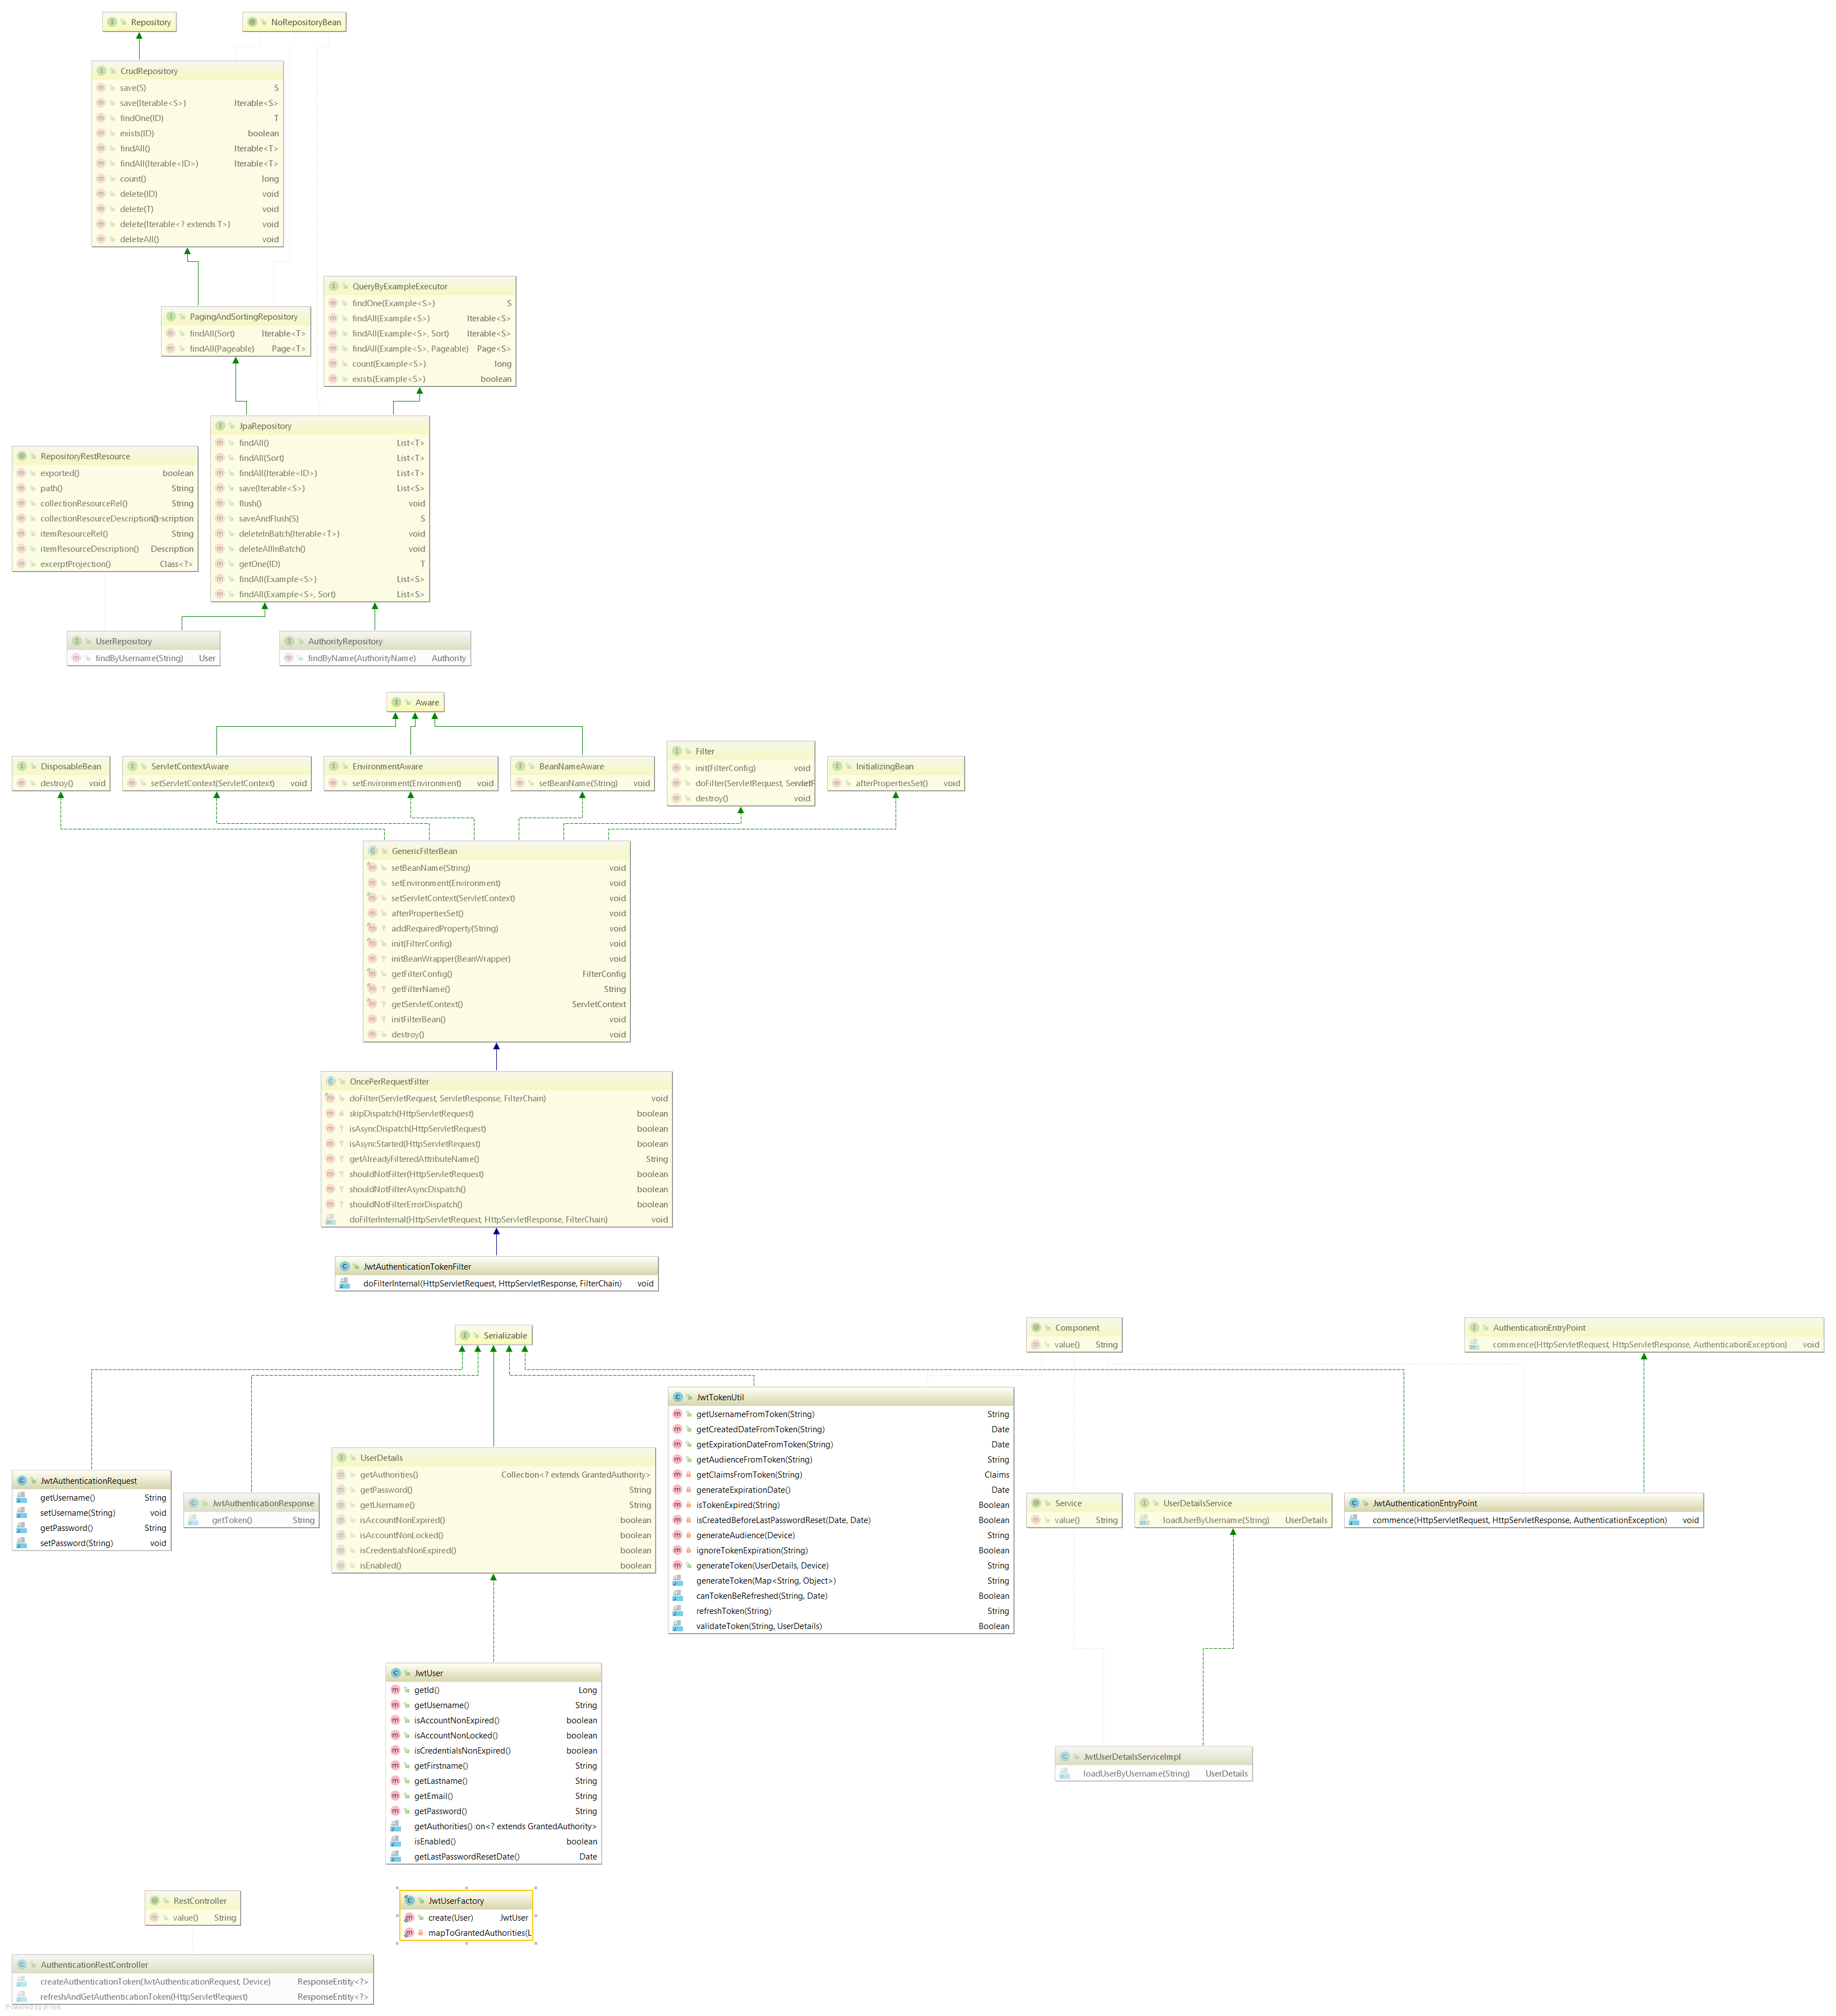 Repository
NoRepositoryBean
CrudRepository
save(S) S
save(Iterable<S>) Iterable<S>
findOne(ID) T
exists(ID) boolean
findAll() Iterable<T>
findAll(Iterable<ID>) Iterable<T>
count() long
delete(ID) void
delete(T) void
delete(Iterable<? extends T>) void
deleteAll() void
QueryByExampleExecutor
findOne(Example<S>) S
findAll(Example<S>) Iterable<S>
findAll(Example<S>, Sort) Iterable<S>
findAll(Example<S>, Pageable) Page<S>
count(Example<S>) long
exists(Example<S>) boolean
PagingAndSortingRepository
findAll(Sort) Iterable<T>
findAll(Pageable) Page<T>
JpaRepository
findAll() List<T>
findAll(Sort) List<T>
findAll(Iterable<ID>) List<T>
save(Iterable<S>) List<S>
flush() void
saveAndFlush(S) S
deleteInBatch(Iterable<T>) void
deleteAllInBatch() void
getOne(ID) T
findAll(Example<S>) List<S>
findAll(Example<S>, Sort) List<S>
RepositoryRestResource
exported() boolean
path() String
collectionResourceRel() String
collectionResourceDescription() scription
itemResourceRel() String
itemResourceDescription() Description
excerptProjection() Class<?>
UserRepository
findByUsername(String) User
AuthorityRepository
findByName(AuthorityName) Authority
Aware
DisposableBean
destroy() void
ServletContextAware
setServletContext(ServletContext) void
EnvironmentAware
setEnvironment(Environment) void
BeanNameAware
setBeanName(String) void
Filter
init(FilterConfig) void
doFilter(ServletRequest,
destroy() void
InitializingBean
afterPropertiesSet() void
GenericFilterBean
setBeanName(String) void
setEnvironment(Environment) void
setServletContext(ServletContext) void
afterPropertiesSet() void
addRequiredProperty(String) void
init(FilterConfig) void
initBeanWrapper(BeanWrapper) void
getFilterConfig() FilterConfig
getFilterName() String
getServletContext() ServletContext
initFilterBean() void
destroy() void
OncePerRequestFilter
doFilter(ServletRequest, ServletResponse, FilterChain) void
skipDispatch(HttpServletRequest) boolean
isAsyncDispatch(HttpServletRequest) boolean
isAsyncStarted(HttpServletRequest) boolean
getAlreadyFilteredAttributeName() String
shouldNotFilter(HttpServletRequest) boolean
shouldNotFilterAsyncDispatch() boolean
shouldNotFilterErrorDispatch() boolean
doFilterInternal(HttpServletRequest, HttpServletResponse, FilterChain) void
JwtAuthenticationTokenFilter
doFilterInternal(HttpServletRequest, HttpServletResponse, FilterChain) void
Serializable
Component
value() String
AuthenticationEntryPoint
commence(HttpServletRequest, HttpServletResponse, AuthenticationException) void
JwtTokenUtil
getUsernameFromToken(String) String
getCreatedDateFromToken(String) Date
getExpirationDateFromToken(String) Date
getAudienceFromToken(String) String
getClaimsFromToken(String) Claims
generateExpirationDate() Date
isTokenExpired(String) Boolean
isCreatedBeforeLastPasswordReset(Date, Date) Boolean
generateAudience(Device) String
ignoreTokenExpiration(String) Boolean
generateToken(UserDetails, Device) String
generateToken(Map<String, Object>) String
canTokenBeRefreshed(String, Date) Boolean
refreshToken(String) String
validateToken(String, UserDetails) Boolean
UserDetails
getAuthorities() Collection<? extends GrantedAuthority>
getPassword() String
getUsername() String
isAccountNonExpired() boolean
isAccountNonLocked() boolean
isCredentialsNonExpired() boolean
isEnabled() boolean
JwtAuthenticationRequest
getUsername() String
setUsername(String) void
getPassword() String
setPassword(String) void
JwtAuthenticationResponse
getToken() String
Service
value() String
UserDetailsService
loadUserByUsername(String) UserDetails
JwtAuthenticationEntryPoint
commence(HttpServletRequest, HttpServletResponse, AuthenticationException) void
JwtUser
getId() Long
getUsername() String
isAccountNonExpired() boolean
isAccountNonLocked() boolean
isCredentialsNonExpired() boolean
getFirstname() String
getLastname() String
getEmail() String
getPassword() String
getAuthorities() on<? extends GrantedAuthority>
isEnabled() boolean
getLastPasswordResetDate() Date
JwtUserDetailsServiceImpl
loadUserByUsername(String) UserDetails
RestController
value() String
JwtUserFactory
create(User) JwtUser
mapToGrantedAuthorities(L
AuthenticationRestController
createAuthenticationToken(JwtAuthenticationRequest, Device) ResponseEntity<?>
refreshAndGetAuthenticationToken(HttpServletRequest) ResponseEntity<?>
Powered by yFiles